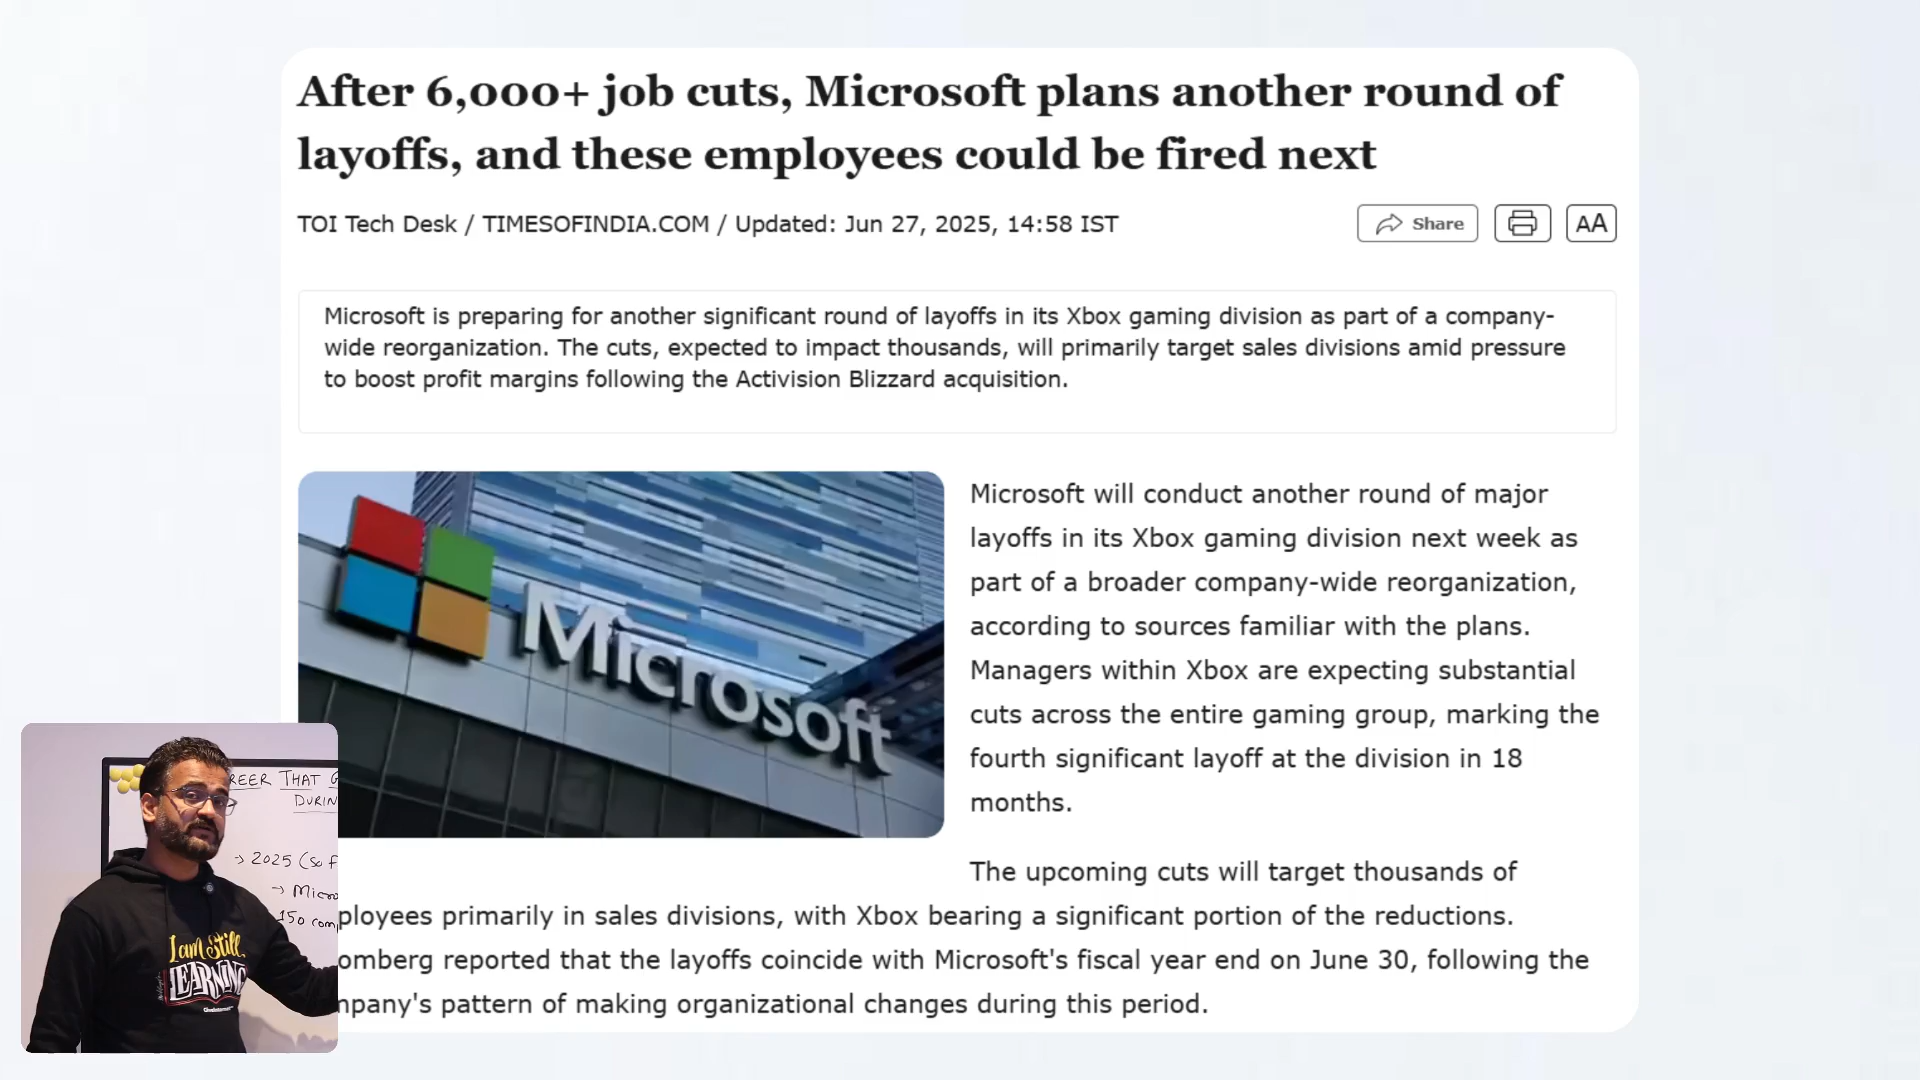 After 6,000+ job cuts, Microsoft plans another round of
layoffs, and these employees could be fired next
TOI Tech Desk / TIMESOFINDIA.COM / Updated: Jun 27, 2025, 14:58 IST
Share
AA
Microsoft is preparing for another significant round of layoffs in its Xbox gaming division as part of a company-
wide reorganization. The cuts, expected to impact thousands, will primarily target sales divisions amid pressure
to boost profit margins following the Activision Blizzard acquisition.
Microsoft
Microsoft will conduct another round of major
layoffs in its Xbox gaming division next week as
part of a broader company-wide reorganization,
according to sources familiar with the plans.
Managers within Xbox are expecting substantial
cuts across the entire gaming group, marking the
fourth significant layoff at the division in 18
months.
The upcoming cuts will target thousands of
ployees primarily in sales divisions, with Xbox bearing a significant portion of the reductions.
omberg reported that the layoffs coincide with Microsoft's fiscal year end on June 30, following the
mpany's pattern of making organizational changes during this period.
REER THAT G
DURIN
→ 2025 (so f
→ Micro
150 com
I am Still
LEARNING